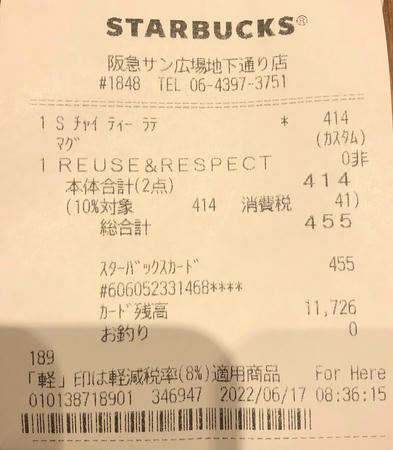 STARBUCKS®
阪急サン広場地下通り店
#1848 TEL 06-4397-3751
1 S ﾁｬｲ ﾃｨｰ ﾗﾃ * 414
ﾏｸﾞ (ｶｽﾀﾑ)
1 REUSE&RESPECT 0非
本体合計(2点) 414
(10%対象 414 消費税 41)
総合計 455
ｽﾀｰﾊﾞｯｸｽｶｰﾄﾞ 455
#606052331468****
ｶｰﾄﾞ残高 11,726
お釣り 0
189
「軽」印は軽減税率(8%)適用商品 For Here
010138718901 346947 2022/06/17 08:36:15